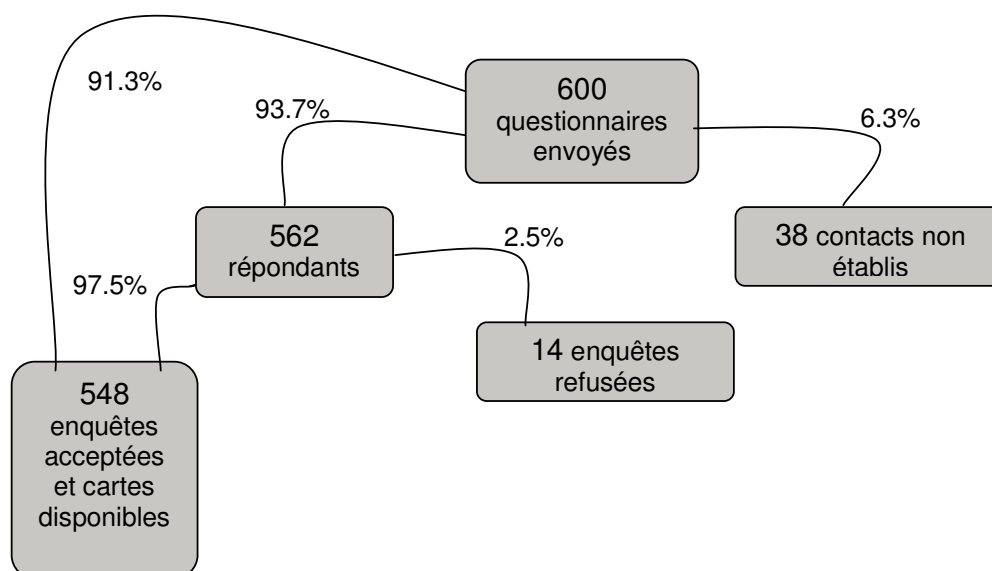 91.3%
600
questionnaires
envoyés
93.7%
6.3%
562
répondants
2.5%
38 contacts non
établis
97.5%
14 enquêtes
refusées
548
enquêtes
acceptées
et cartes
disponibles